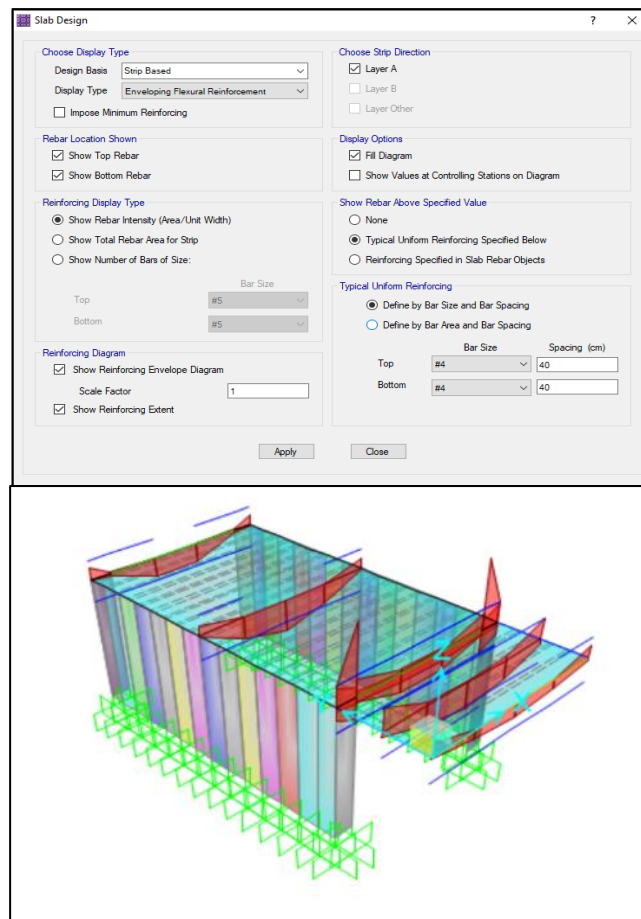 Slab Design
? ×
Choose Display Type
Design Basis Strip Based
Display Type Enveloping Flexural Reinforcement
Impose Minimum Reinforcing
Choose Strip Direction
Layer A
Layer B
Layer Other
Rebar Location Shown
Show Top Rebar
Show Bottom Rebar
Display Options
Fill Diagram
Show Values at Controlling Stations on Diagram
Reinforcing Display Type
Show Rebar Intensity (Area/Unit Width)
Show Total Rebar Area for Strip
Show Number of Bars of Size:
Bar Size
Top #5
Bottom #5
Show Rebar Above Specified Value
None
Typical Uniform Reinforcing Specified Below
Reinforcing Specified in Slab Rebar Objects
Typical Uniform Reinforcing
Define by Bar Size and Bar Spacing
Define by Bar Area and Bar Spacing
Bar Size Spacing (cm)
Top #4 40
Bottom #4 40
Reinforcing Diagram
Show Reinforcing Envelope Diagram
Scale Factor 1
Show Reinforcing Extent
Apply Close
Z
X